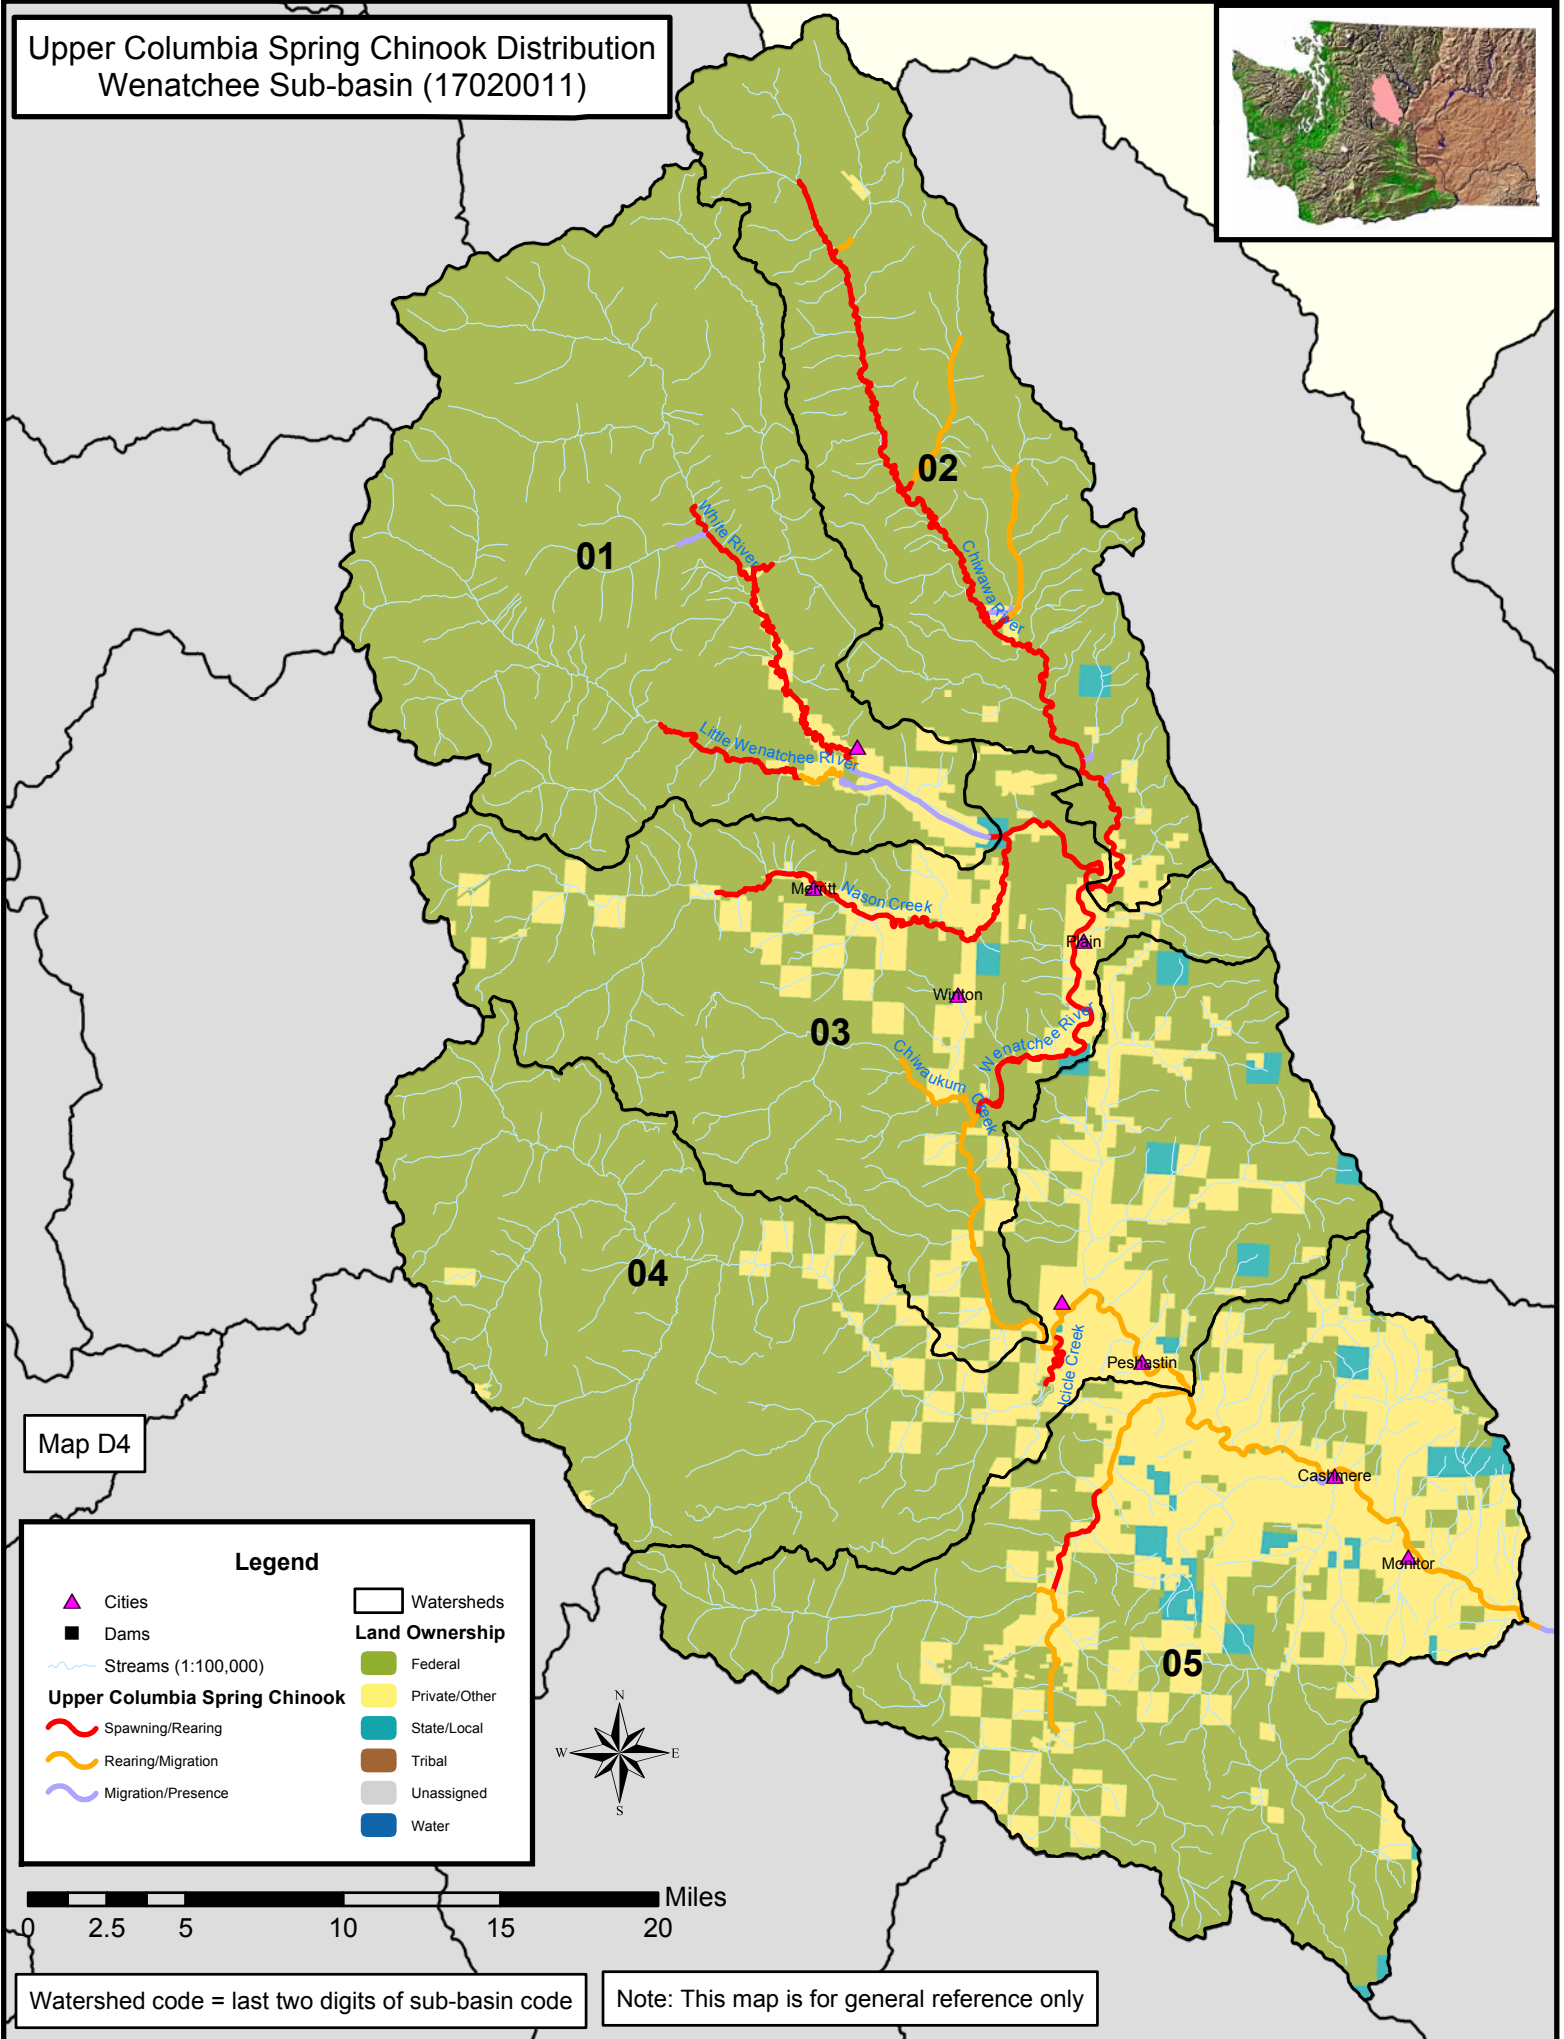 Upper Columbia Spring Chinook Distribution
Wenatchee Sub-basin (17020011)
02
01
White River
Chiwawa River
Little Wenatchee River
Merritt
Nason Creek
Plain
Winton
03
Wenatchee River
Chiwaukum Creek
04
Icicle Creek
Peshastin
Cashmere
Monitor
05
Map D4
Legend
Cities
Dams
Streams (1:100,000)
Upper Columbia Spring Chinook
Spawning/Rearing
Rearing/Migration
Migration/Presence
Watersheds
Land Ownership
Federal
Private/Other
State/Local
Tribal
Unassigned
Water
N
W
E
S
Miles
0 2.5 5 10 15 20
Watershed code = last two digits of sub-basin code
Note: This map is for general reference only